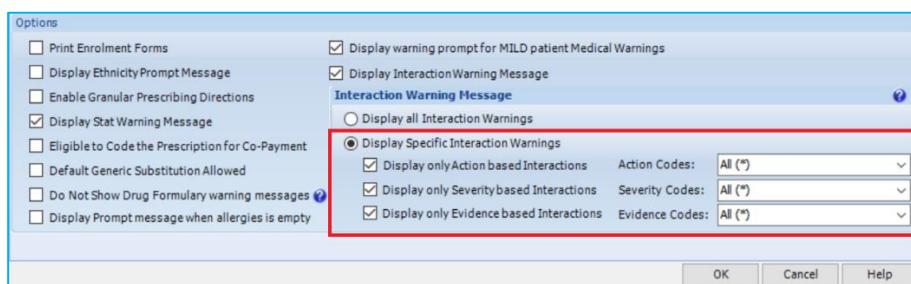 Options
Print Enrolment Forms
Display Ethnicity Prompt Message
Enable Granular Prescribing Directions
Display Stat Warning Message
Eligible to Code the Prescription for Co-Payment
Default Generic Substitution Allowed
Do Not Show Drug Formulary warning messages
Display Prompt message when allergies is empty
Display warning prompt for MILD patient Medical Warnings
Display Interaction Warning Message
Interaction Warning Message
Display all Interaction Warnings
Display Specific Interaction Warnings
Display only Action based Interactions Action Codes: All (*)
Display only Severity based Interactions Severity Codes: All (*)
Display only Evidence based Interactions Evidence Codes: All (*)
OK Cancel Help